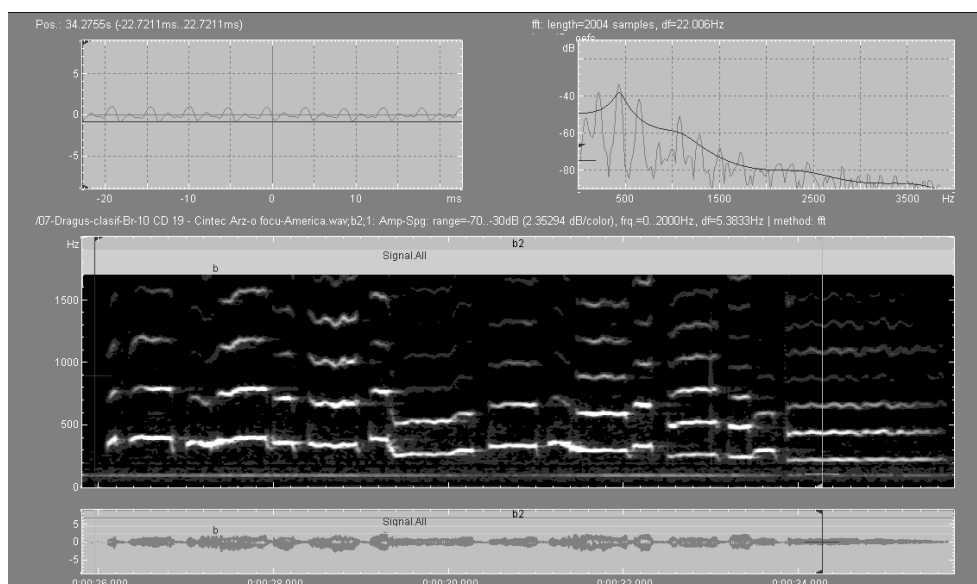 Pos.: 34.2755s (-22.7211ms..22.7211ms)
fft: length=2004 samples, df=22.006Hz
dB
5
0
-5
-40
-60
-80
-20
-10
0
10
ms
500
1500
2500
3500
Hz
/07-Dragus-clasif-Br-10 CD 19 - Cintec Arz-o focu-America.wav;b2;1: Amp-Spg: range=-70..-30dB (2.35294 dB/color), frq.=0..2000Hz, df=5.3833Hz | method: fft
Hz
b2
Signal.All
b
1500
1000
500
0
b2
Signal.All
b
5
0
-5
0:00:26.000
0:00:28.000
0:00:30.000
0:00:32.000
0:00:34.000